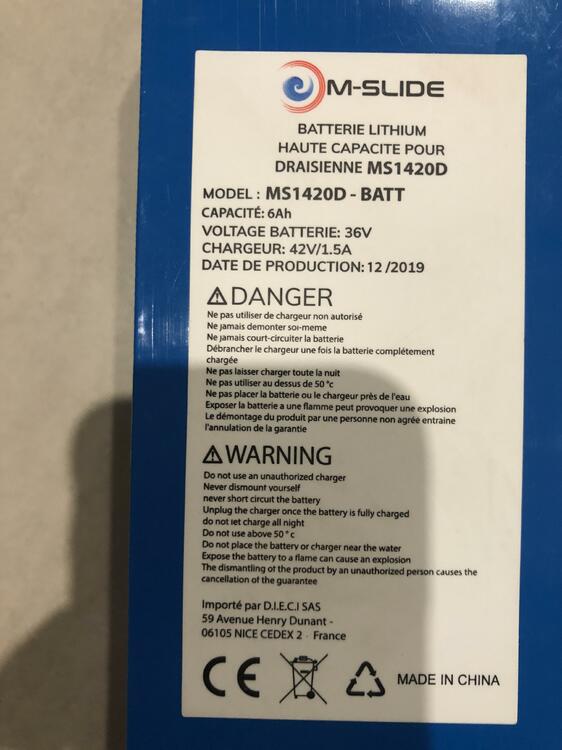 M-SLIDE
BATTERIE LITHIUM
HAUTE CAPACITE POUR
DRAISIENNE MS1420D
MODEL : MS1420D - BATT
CAPACITÉ: 6Ah
VOLTAGE BATTERIE: 36V
CHARGEUR: 42V/1.5A
DATE DE PRODUCTION: 12 /2019
DANGER
Ne pas utiliser de chargeur non autorisé
Ne jamais demonter soi-meme
Ne jamais court-circuiter la batterie
Débrancher le chargeur une fois la batterie complétement
chargée
Ne pas laisser charger toute la nuit
Ne pas utiliser au dessus de 50 °c
Ne pas placer la batterie ou le chargeur près de l'eau
Exposer la batterie a une flamme peut provoquer une explosion
Le démontage du produit par une personne non agrée entraine
l'annulation de la garantie
WARNING
Do not use an unauthorized charger
Never dismount yourself
never short circuit the battery
Unplug the charger once the battery is fully charged
do not let charge all night
Do not use above 50 ° c
Do not place the battery or charger near the water
Expose the battery to a flame can cause an explosion
The dismantling of the product by an unauthorized person causes the
cancellation of the guarantee
Importé par D.I.E.C.I SAS
59 Avenue Henry Dunant -
06105 NICE CEDEX 2 - France
CE MADE IN CHINA